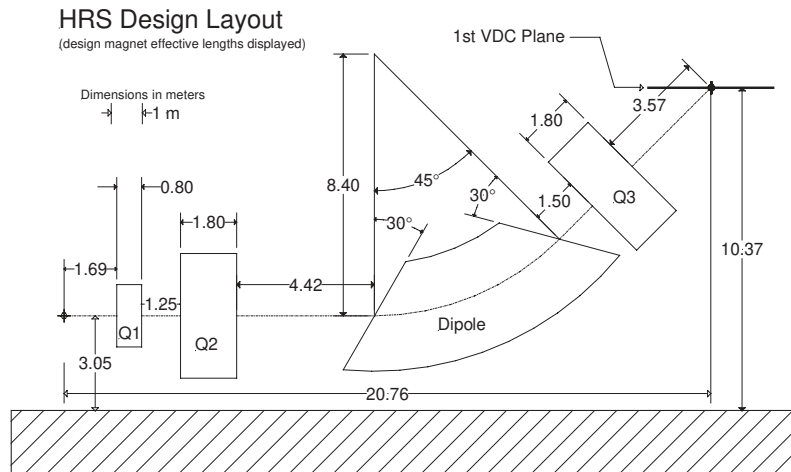 HRS Design Layout
(design magnet effective lengths displayed)
1st VDC Plane
Dimensions in meters
1 m
3.57
1.80
0.80
8.40
45°
30°
1.50
Q3
30°
1.80
10.37
1.69
4.42
1.25
Dipole
Q1
Q2
3.05
20.76